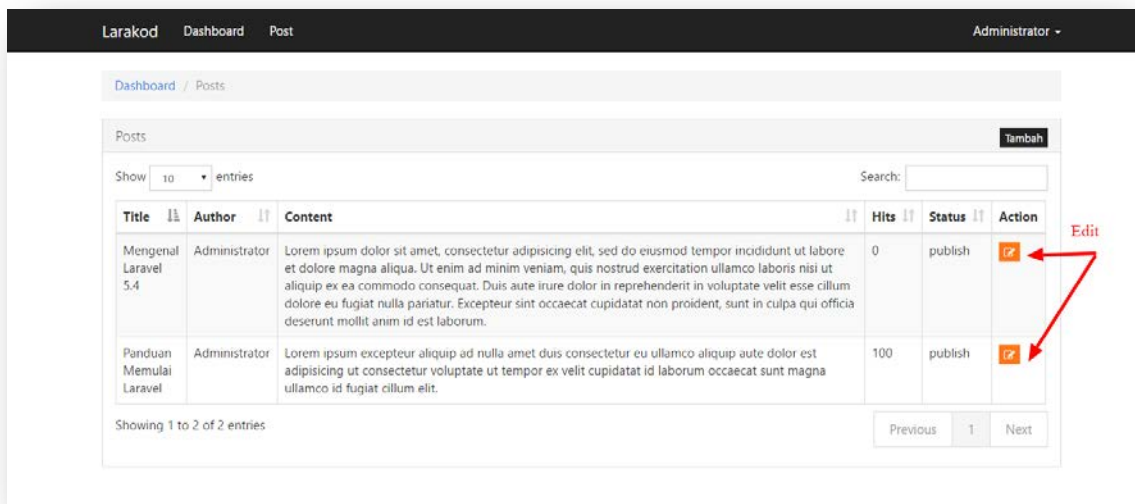 Larakod Dashboard Post Administrator
Dashboard / Posts
Posts Tambah
Show 10 entries Search:
Title Author Content Hits Status Action
Edit
Mengenal Laravel 5.4
Administrator
Lorem ipsum dolor sit amet, consectetur adipisicing elit, sed do eiusmod tempor incididunt ut labore
et dolore magna aliqua. Ut enim ad minim veniam, quis nostrud exercitation ullamco laboris nisi ut
aliquip ex ea commodo consequat. Duis aute irure dolor in reprehenderit in voluptate velit esse cillum
dolore eu fugiat nulla pariatur. Excepteur sint occaecat cupidatat non proident, sunt in culpa qui officia
deserunt mollit anim id est laborum.
0
publish
Panduan
Memulai
Laravel
Administrator
Lorem ipsum excepteur aliquip ad nulla amet duis consectetur eu ullamco aliquip aute dolor est
adipisicing ut consectetur voluptate ut tempor ex velit cupidatat id laborum occaecat sunt magna
ullamco id fugiat cillum elit.
100
publish
Showing 1 to 2 of 2 entries
Previous 1 Next